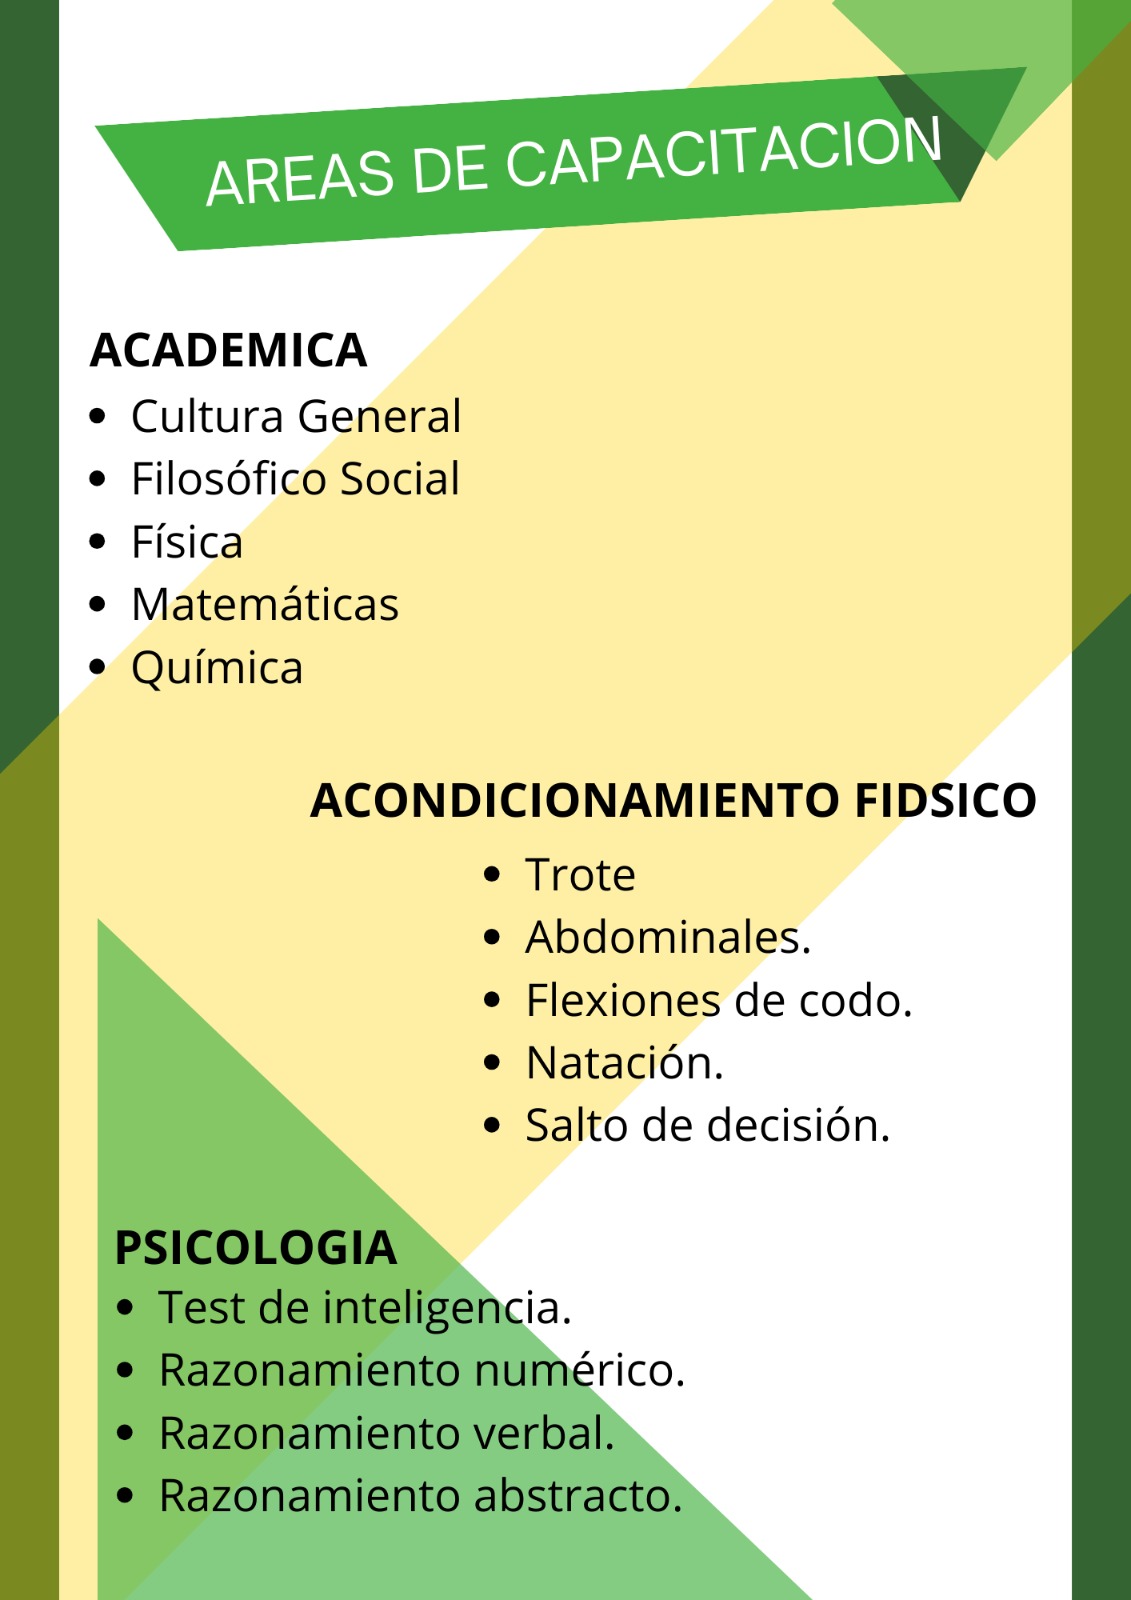 AREAS DE CAPACITACION
ACADEMICA
• Cultura General
• Filosófico Social
• Física
• Matemáticas
• Química
ACONDICIONAMIENTO FIDSICO
• Trote
• Abdominales.
• Flexiones de codo.
• Natación.
• Salto de decisión.
PSICOLOGIA
• Test de inteligencia.
• Razonamiento numérico.
• Razonamiento verbal.
• Razonamiento abstracto.